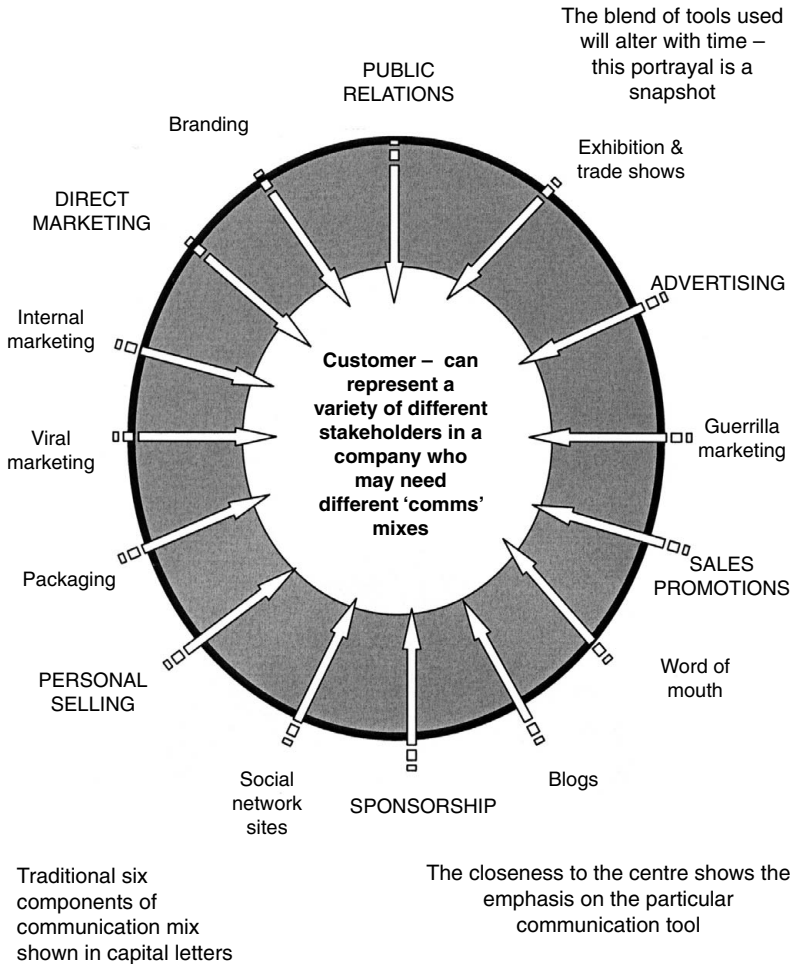 The blend of tools used
will alter with time –
this portrayal is a
snapshot
PUBLIC
RELATIONS
Branding
Exhibition &
trade shows
DIRECT
MARKETING
ADVERTISING
Internal
marketing
Customer – can
represent a
variety of different
stakeholders in a
company who
may need
different ‘comms’
mixes
Viral
marketing
Guerrilla
marketing
Packaging
SALES
PROMOTIONS
PERSONAL
SELLING
Word of
mouth
Social
network
sites
SPONSORSHIP
Blogs
Traditional six
components of
communication mix
shown in capital letters
The closeness to the centre shows the
emphasis on the particular
communication tool